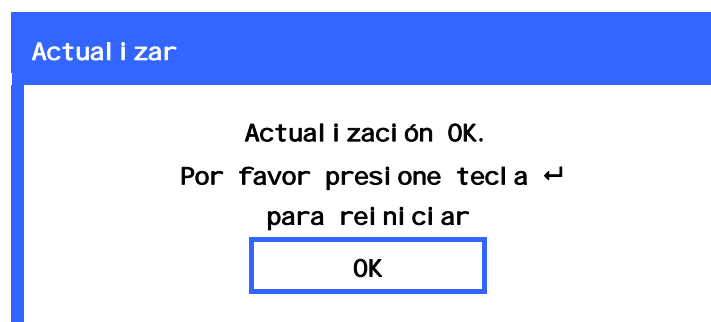 Actualizar
Actualización OK.
Por favor presione tecla ↵
para reiniciar
OK